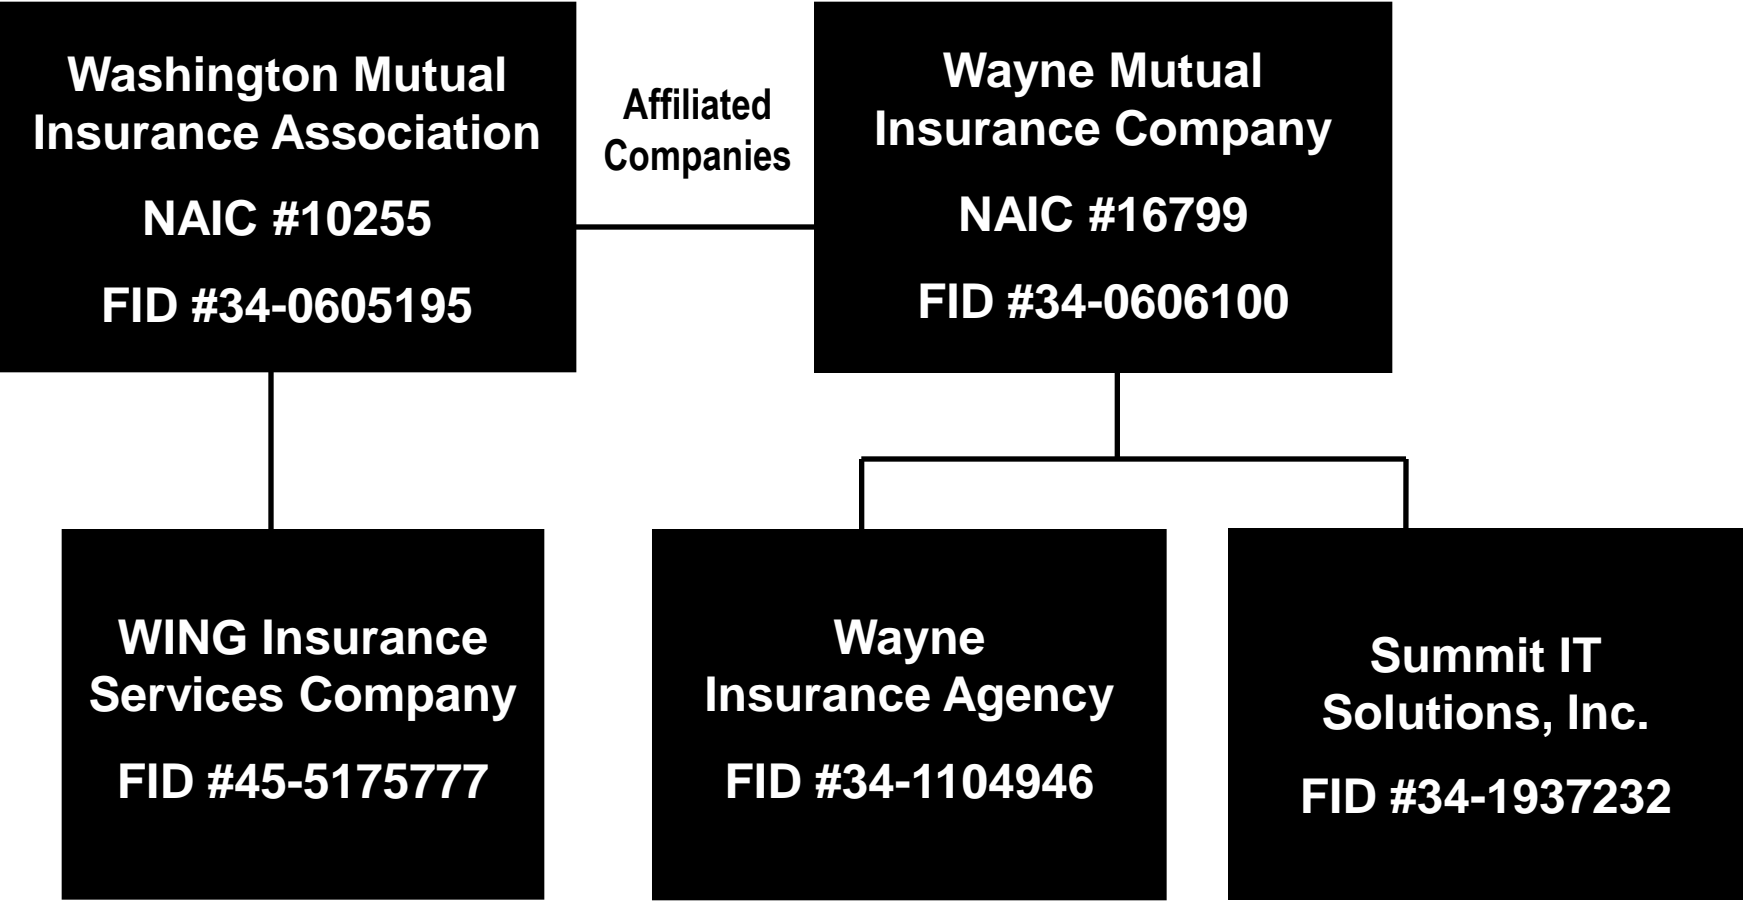 Washington Mutual
Insurance Association
NAIC #10255
FID #34-0605195
Affiliated
Companies
Wayne Mutual
Insurance Company
NAIC #16799
FID #34-0606100
WING Insurance
Services Company
FID #45-5175777
Wayne
Insurance Agency
FID #34-1104946
Summit IT
Solutions, Inc.
FID #34-1937232